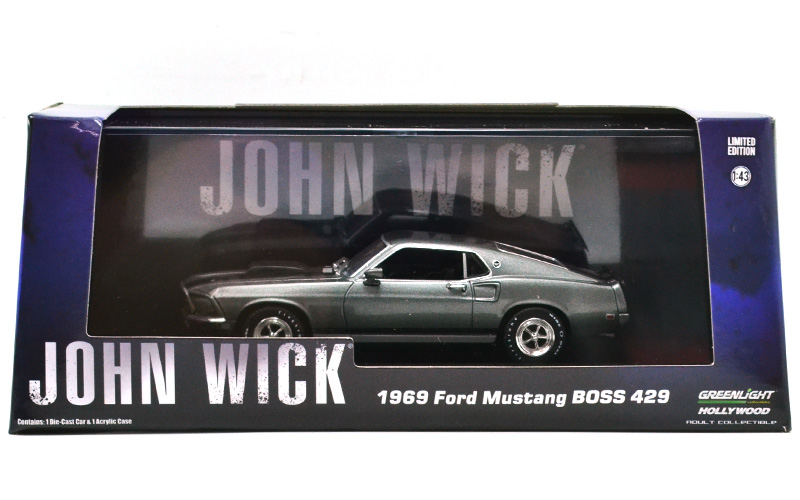 LIMITED
EDITION
1:43
JOHN WICK
JOHN WICK
1969 Ford Mustang BOSS 429
GREENLIGHT
HOLLYWOOD
ADULT COLLECTIBLE
Contains: 1 Die-Cast Car & 1 Acrylic Case